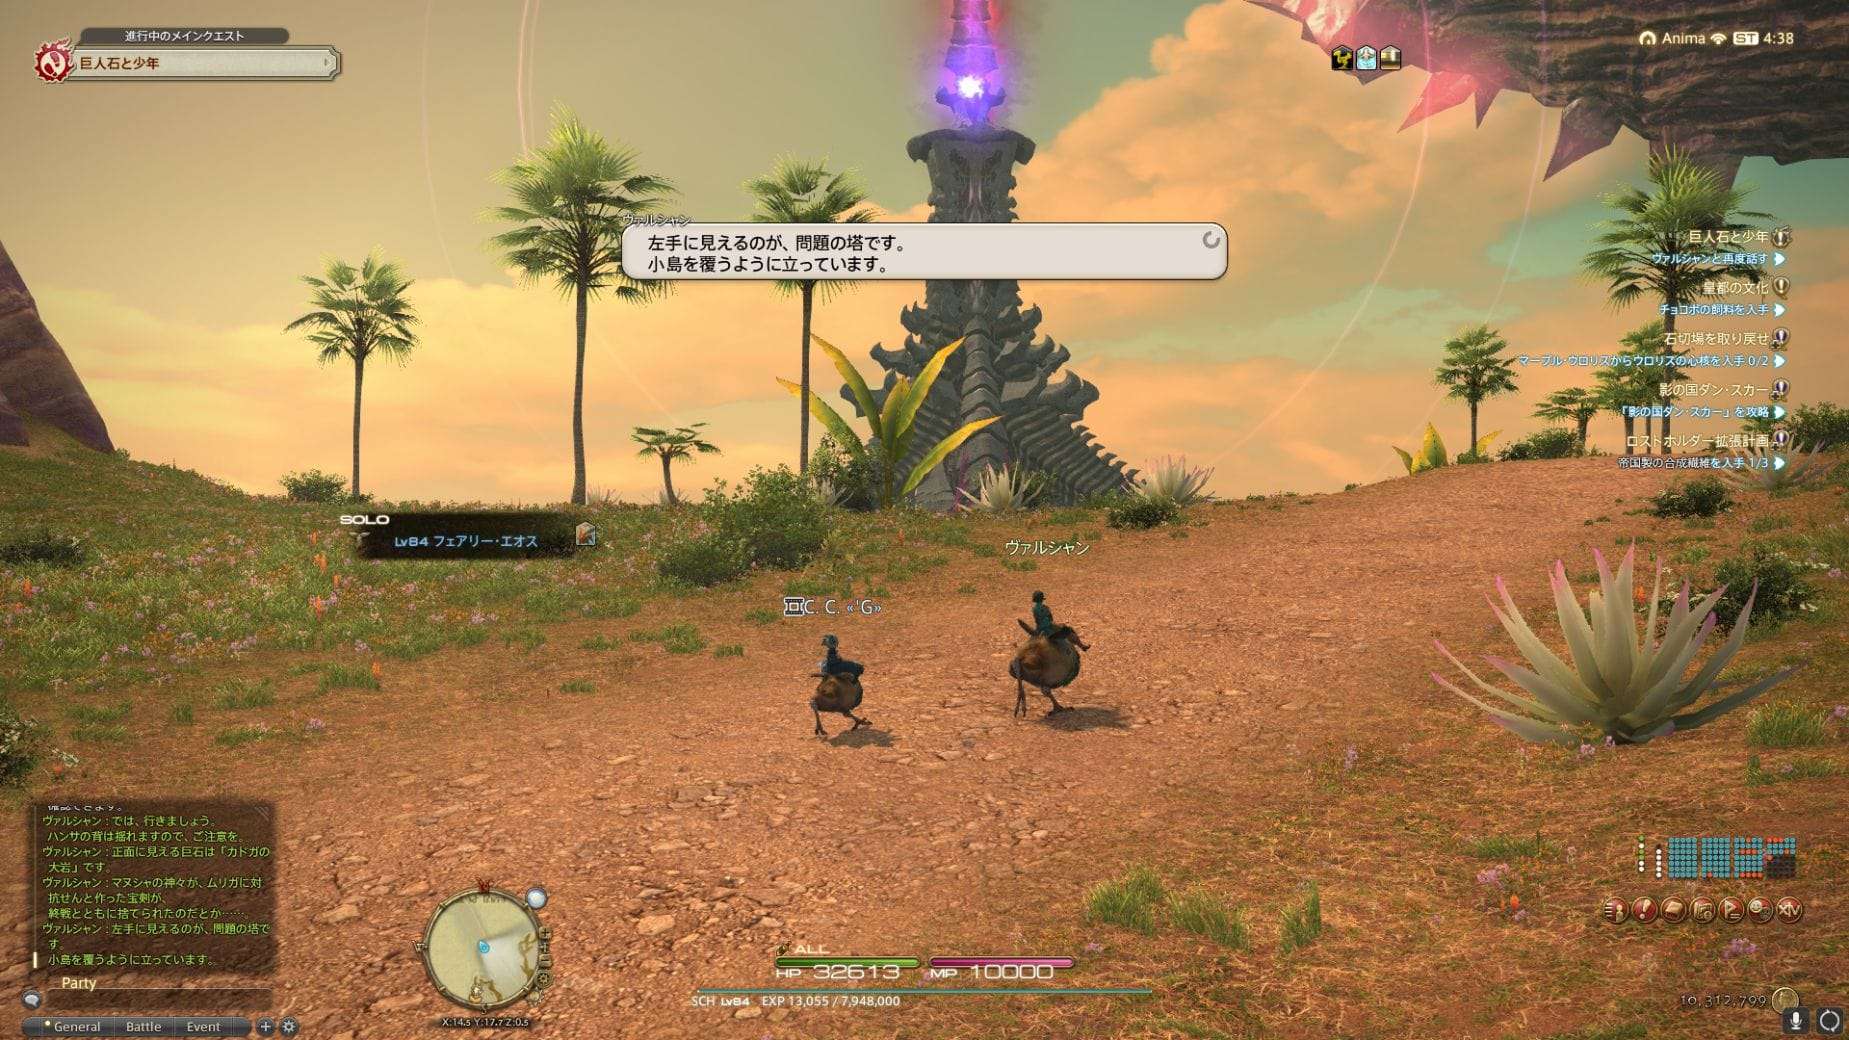 進行中のメインクエスト
巨人石と少年
Anima ST 4:38
ヴァルシャン
左手に見えるのが、問題の塔です。
小島を覆うように立っています。
巨人石と少年
ヴァルシャンと再度話す
皇都の文化
チョコボの飼料を入手
石切場を取り戻せ
マーブル・ウロリスからウロリスの心核を入手 0/2
影の国ダン・スカー
「影の国ダン・スカー」を攻略
ロストホルダー拡張計画
帝国製の合成繊維を入手 1/3
SOLO
Lv84 フェアリー・エオス
ヴァルシャン
C. C. «'G»
ヴァルシャン：では、行きましょう。
ハンサの背は揺れますので、ご注意を。
ヴァルシャン：正面に見える巨石は「カドガの
大岩」です。
ヴァルシャン：マヌシャの神々が、ムリガに対
抗せんと作った宝剣が、
終戦とともに捨てられたのだとか……。
ヴァルシャン：左手に見えるのが、問題の塔で
す。
小島を覆うように立っています。
Party
General Battle Event
X:14.5 Y:17.7 Z:0.5
ALL
HP 32613 MP 10000
SCH Lv84 EXP 13,055 / 7,948,000
10,312,799